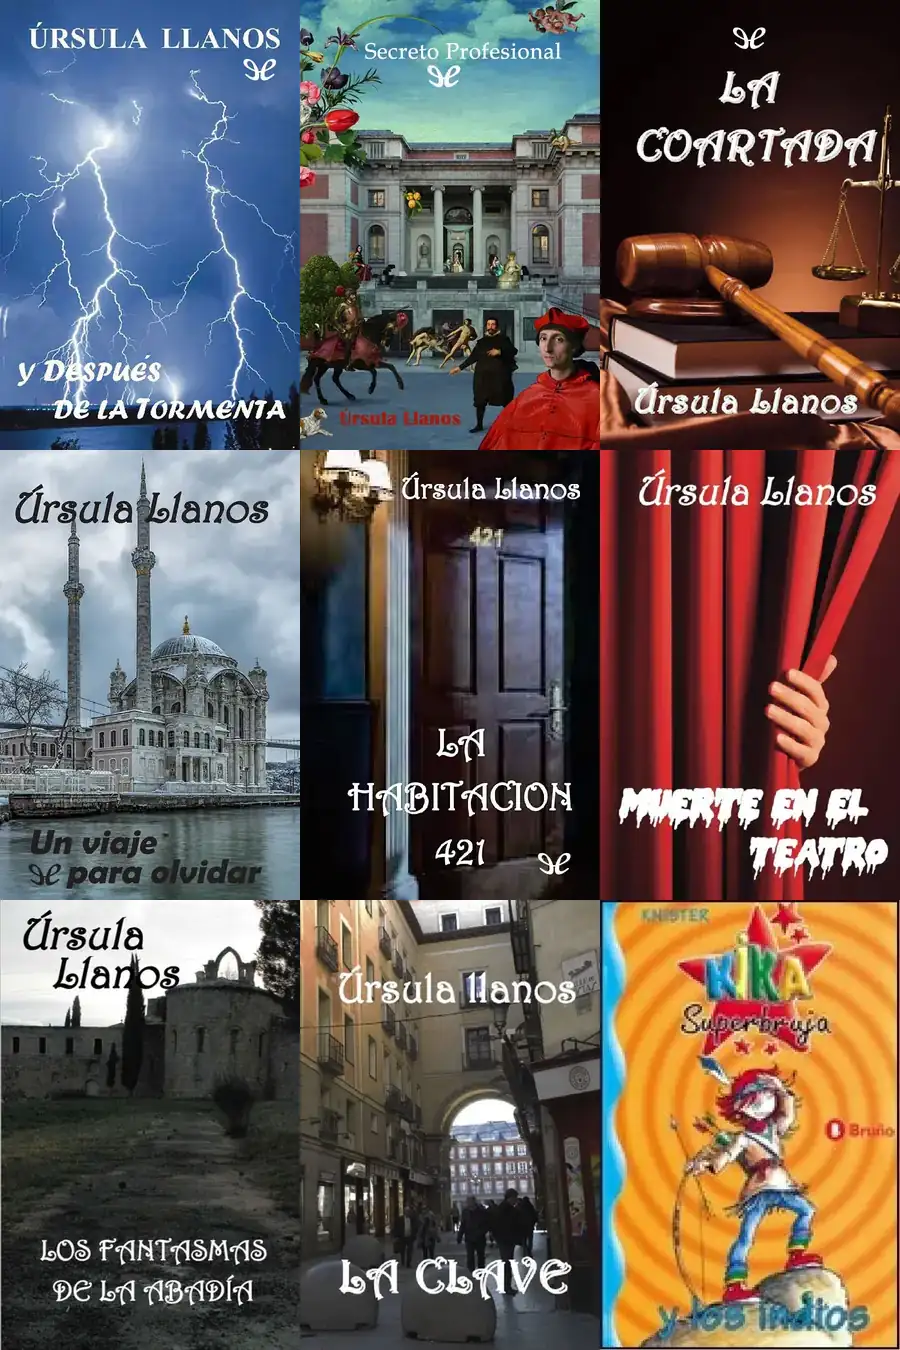 ÚRSULA LLANOS
Y DESPUÉS
DE LA TORMENTA
Secreto Profesional
Úrsula Llanos
LA
COARTADA
Úrsula Llanos
Úrsula Llanos
Un viaje
para olvidar
Úrsula Llanos
421
LA
HABITACION
421
Úrsula Llanos
MUERTE EN EL
TEATRO
Úrsula
Llanos
LOS FANTASMAS
DE LA ABADÍA
Úrsula llanos
LA CLAVE
KNISTER
KIKA
Superbruja
Bruño
y los indios